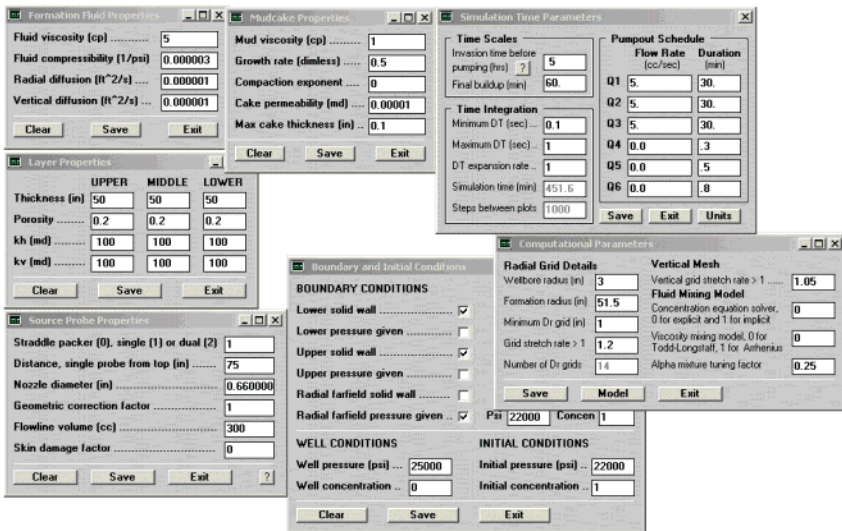 Formation Fluid Properties
Fluid viscosity (cp) .......... 5
Fluid compressibility (1/psi) 0.000003
Radial diffusion (ft^2/s) ..... 0.000001
Vertical diffusion (ft^2/s) ... 0.000001
Clear Save Exit
Mudcake Properties
Mud viscosity (cp) ............ 1
Growth rate (dimless) ...... 0.5
Compaction exponent ..... 0
Cake permeability (md) .... 0.00001
Max cake thickness (in) .. 0.1
Clear Save Exit
Simulation Time Parameters
Time Scales
Invasion time before
pumping (hrs) ? 5
Final buildup (min) 60.
Time Integration
Minimum DT (sec) ... 0.1
Maximum DT (sec) ... 1
DT expansion rate .. 1
Simulation time (min) 451.6
Steps between plots 1000
Pumpout Schedule
Flow Rate Duration
(cc/sec) (min)
Q1 5. 30.
Q2 5. 30.
Q3 5. 30.
Q4 0.0 .3
Q5 0.0 .5
Q6 0.0 .8
Save Exit Units
Layer Properties
UPPER MIDDLE LOWER
Thickness (in) 50 50 50
Porosity ........ 0.2 0.2 0.2
kh (md) ........ 100 100 100
kv (md) ........ 100 100 100
Clear Save Exit
Source Probe Properties
Straddle packer (0), single (1) or dual (2) 1
Distance, single probe from top (in) ....... 75
Nozzle diameter (in) ............ 0.660000
Geometric correction factor ............ 1
Flowline volume (cc) ............ 300
Skin damage factor ............ 0
Clear Save Exit ?
Boundary and Initial Conditions
BOUNDARY CONDITIONS
Lower solid wall ............
Lower pressure given ............
Upper solid wall ............
Upper pressure given ............
Radial farfield solid wall .........
Radial farfield pressure given .. Psi 22000 Concen 1
WELL CONDITIONS
Well pressure (psi) ... 25000
Well concentration .. 0
INITIAL CONDITIONS
Initial pressure (psi) .. 22000
Initial concentration .. 1
Clear Save Exit
Computational Parameters
Radial Grid Details
Wellbore radius (in) 3
Formation radius (in) 51.5
Minimum Dr grid (in) 1
Grid stretch rate > 1 .. 1.2
Number of Dr grids 14
Vertical Mesh
Vertical grid stretch rate > 1 ...... 1.05
Fluid Mixing Model
Concentration equation solver,
0 for explicit and 1 for implicit 0
Viscosity mixing model, 0 for
Todd-Longstaff, 1 for Arrhenius 0
Alpha mixture tuning factor 0.25
Save Model Exit